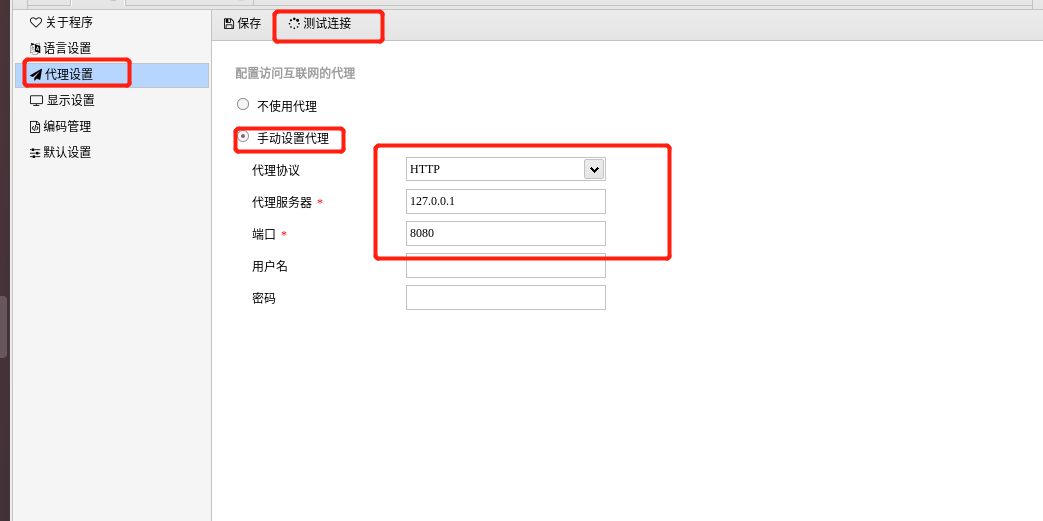 关于程序
语言设置
代理设置
显示设置
编码管理
默认设置
保存 测试连接
配置访问互联网的代理
不使用代理
手动设置代理
代理协议 HTTP
代理服务器 * 127.0.0.1
端口 * 8080
用户名
密码